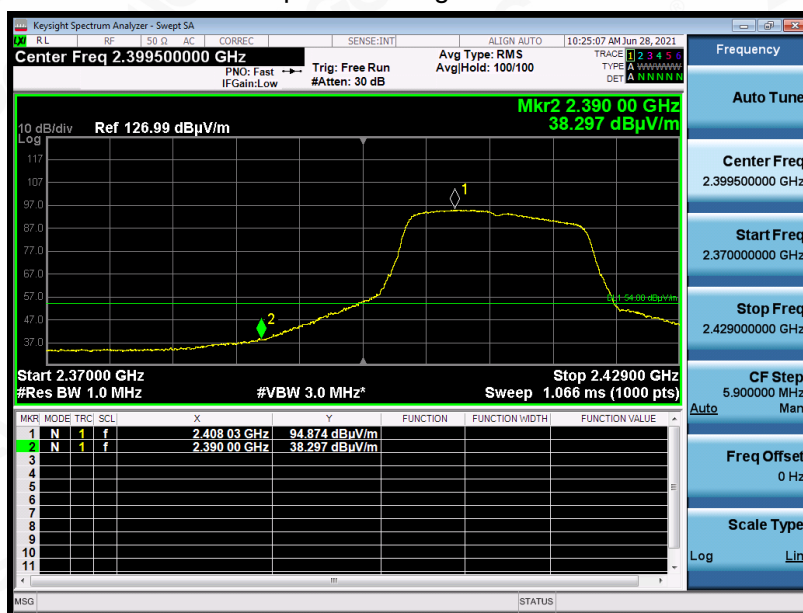 Keysight Spectrum Analyzer - Swept SA
LXI RL RF 50 Ω AC CORREC SENSE:INT ALIGN AUTO 10:25:07 AM Jun 28, 2021
Center Freq 2.399500000 GHz
PNO: Fast
IFGain:Low
Trig: Free Run
#Atten: 30 dB
Avg Type: RMS
Avg|Hold: 100/100
TRACE 1 2 3 4 5 6
TYPE A WWWWW
DET A N N N N N
Mkr2 2.390 00 GHz
38.297 dBµV/m
10 dB/div Ref 126.99 dBµV/m
Log
117
107
97.0
87.0
77.0
67.0
57.0
47.0
37.0
1
2
DL1 54.00 dBµV/m
Start 2.37000 GHz Stop 2.42900 GHz
#Res BW 1.0 MHz #VBW 3.0 MHz* Sweep 1.066 ms (1000 pts)
MKR MODE TRC SCL X Y FUNCTION FUNCTION WIDTH FUNCTION VALUE
1 N 1 f 2.408 03 GHz 94.874 dBµV/m
2 N 1 f 2.390 00 GHz 38.297 dBµV/m
3
4
5
6
7
8
9
10
11
MSG STATUS
Frequency
Auto Tune
Center Freq
2.399500000 GHz
Start Freq
2.370000000 GHz
Stop Freq
2.429000000 GHz
CF Step
5.900000 MHz
Auto Man
Freq Offset
0 Hz
Scale Type
Log Lin